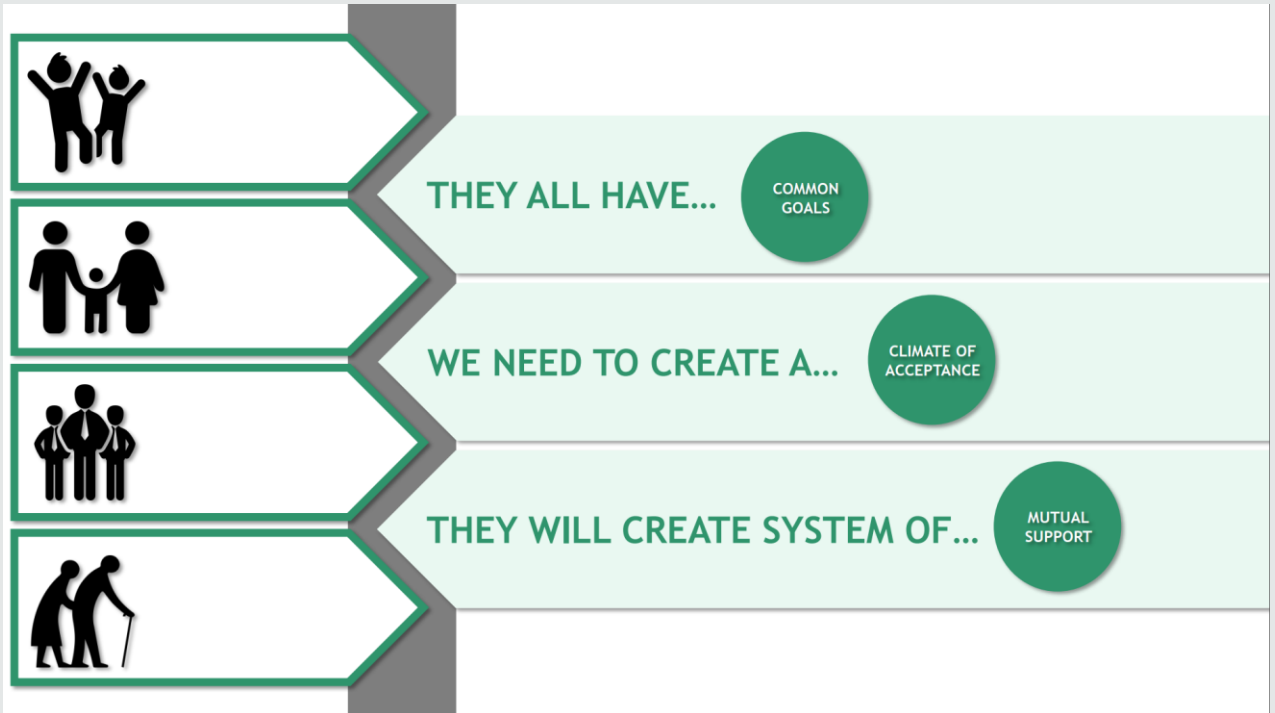 THEY ALL HAVE...
COMMON
GOALS
WE NEED TO CREATE A...
CLIMATE OF
ACCEPTANCE
THEY WILL CREATE SYSTEM OF...
MUTUAL
SUPPORT